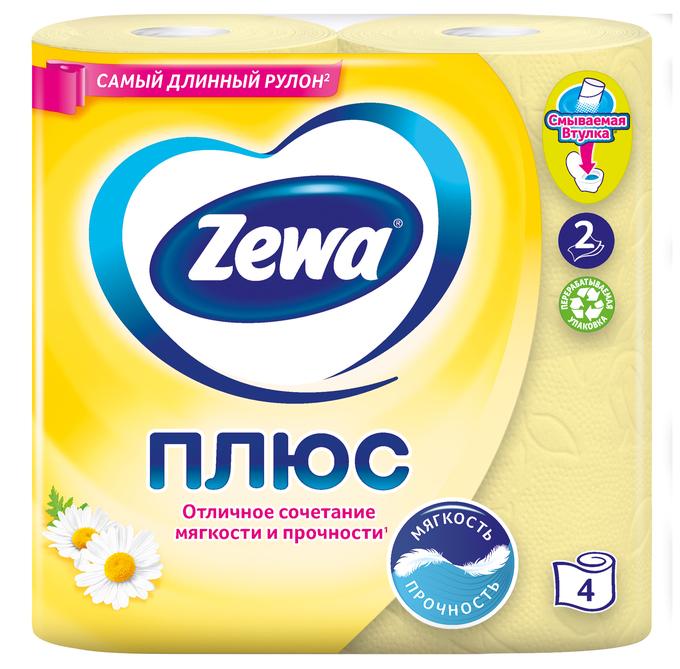 САМЫЙ ДЛИННЫЙ РУЛОН²
Смываемая
Втулка
Zewa®
2
ПЕРЕРАБАТЫВАЕМАЯ
УПАКОВКА
ПЛЮС
Отличное сочетание
мягкости и прочности¹
МЯГКОСТЬ
ПРОЧНОСТЬ
4